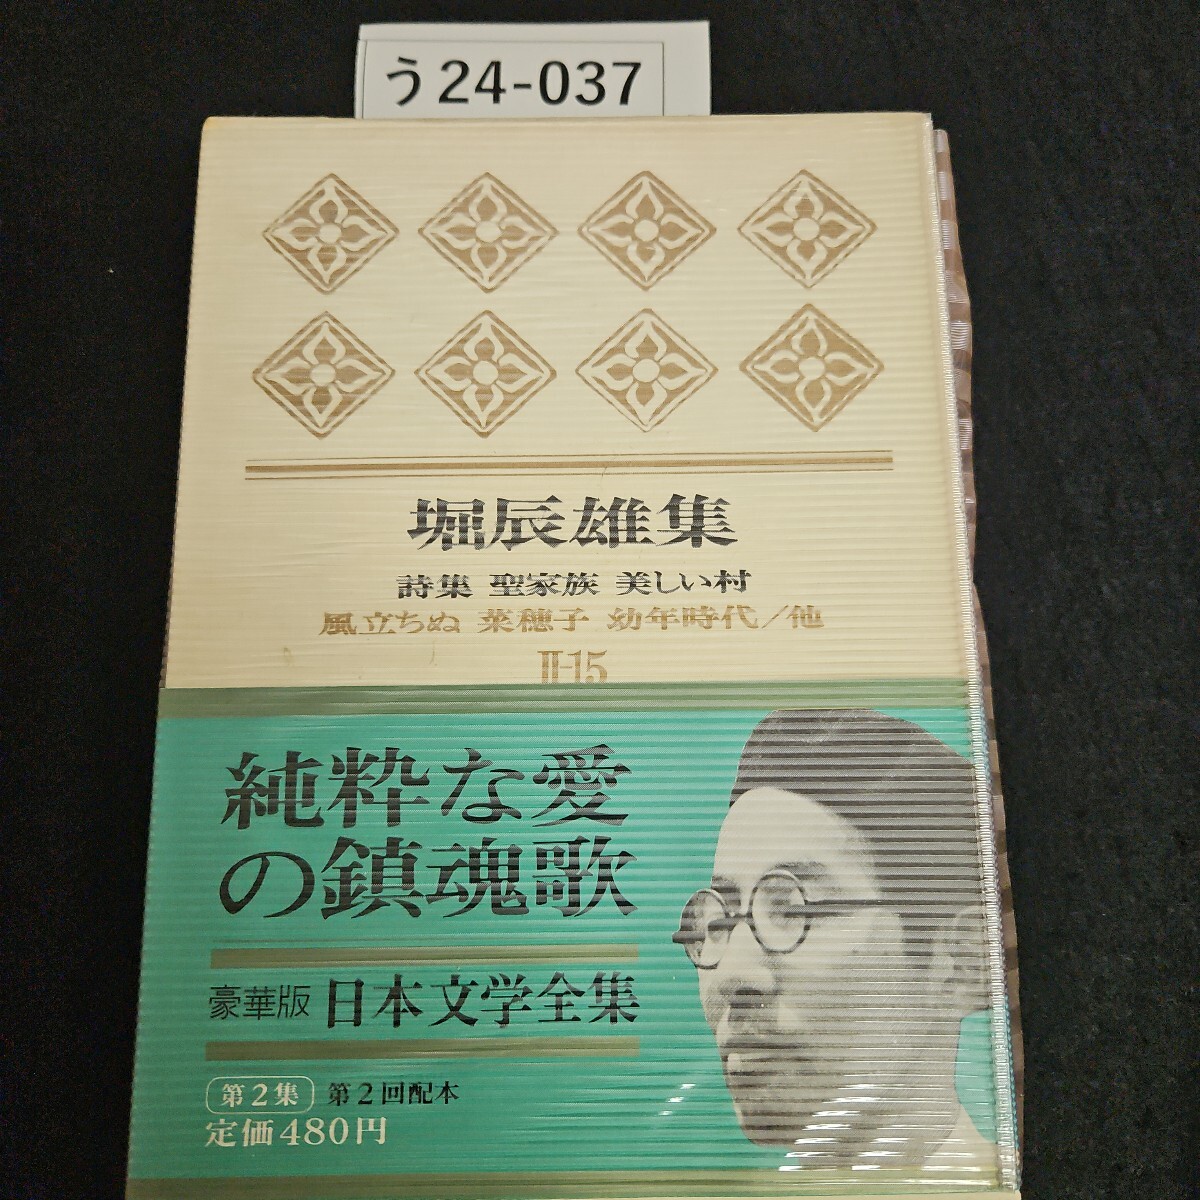 う24-037
堀辰雄集
詩集 聖家族 美しい村
風立ちぬ 菜穂子 幼年時代/他
II-15
純粋な愛
の鎮魂歌
豪華版 日本文学全集
第2集 第2回配本
定価480円